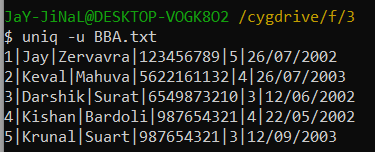 JaY-JiNaL@DESKTOP-VOGK8O2 /cygdrive/f/3
$ uniq -u BBA.txt
1|Jay|Zervavra|123456789|5|26/07/2002
2|Keval|Mahuva|5622161132|4|26/07/2003
3|Darshik|Surat|6549873210|3|12/06/2002
4|Kishan|Bardoli|987654321|4|22/05/2002
5|Krunal|Suart|987654321|3|12/09/2003